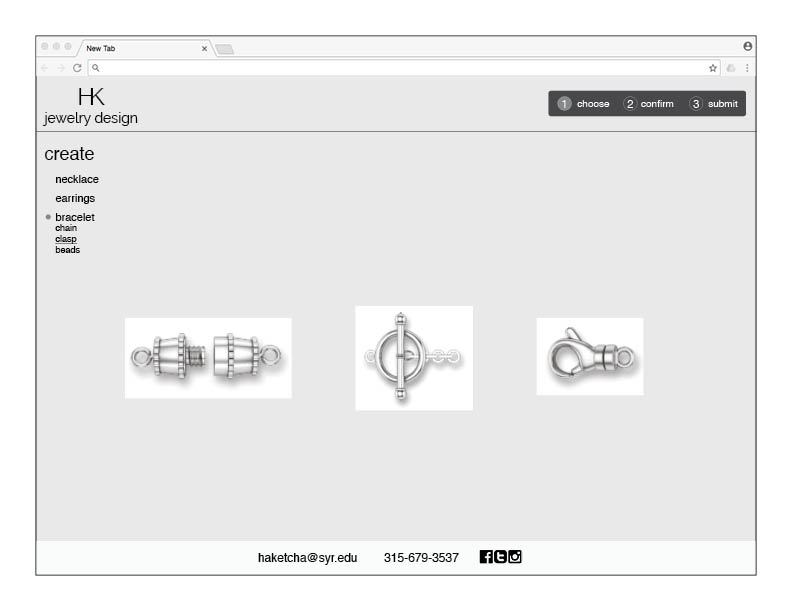 New Tab
HK
jewelry design
1 choose 2 confirm 3 submit
create
necklace
earrings
bracelet
chain
clasp
beads
haketcha@syr.edu 315-679-3537